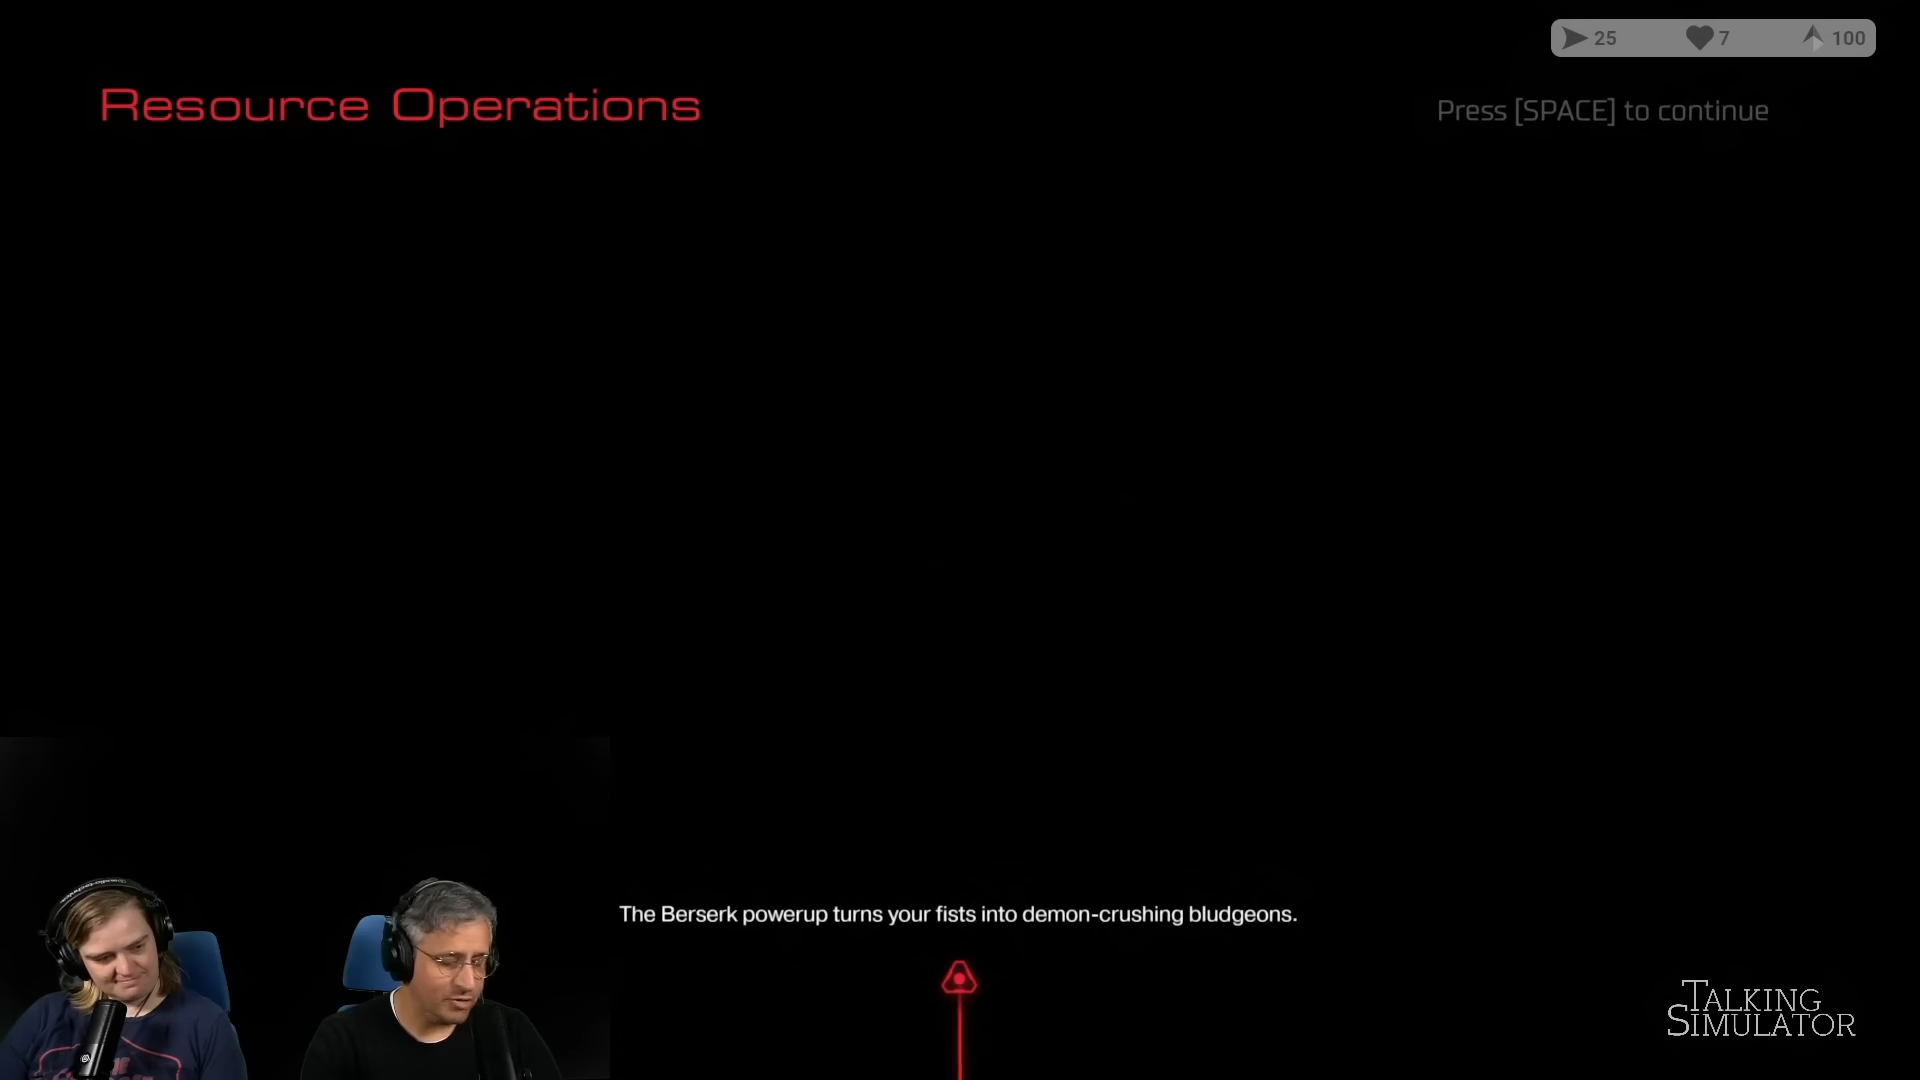 25 7 100
Resource Operations
Press [SPACE] to continue
The Berserk powerup turns your fists into demon-crushing bludgeons.
TALKING
SIMULATOR